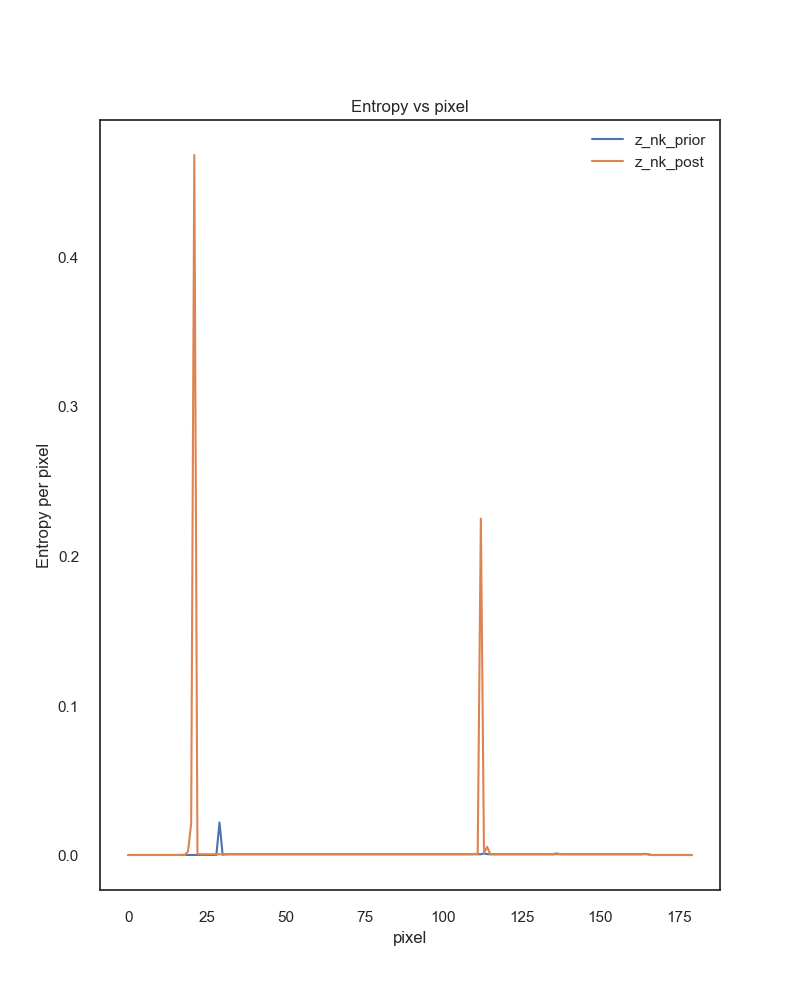 Entropy vs pixel
z_nk_prior
z_nk_post
Entropy per pixel
0.4
0.3
0.2
0.1
0.0
0 25 50 75 100 125 150 175
pixel